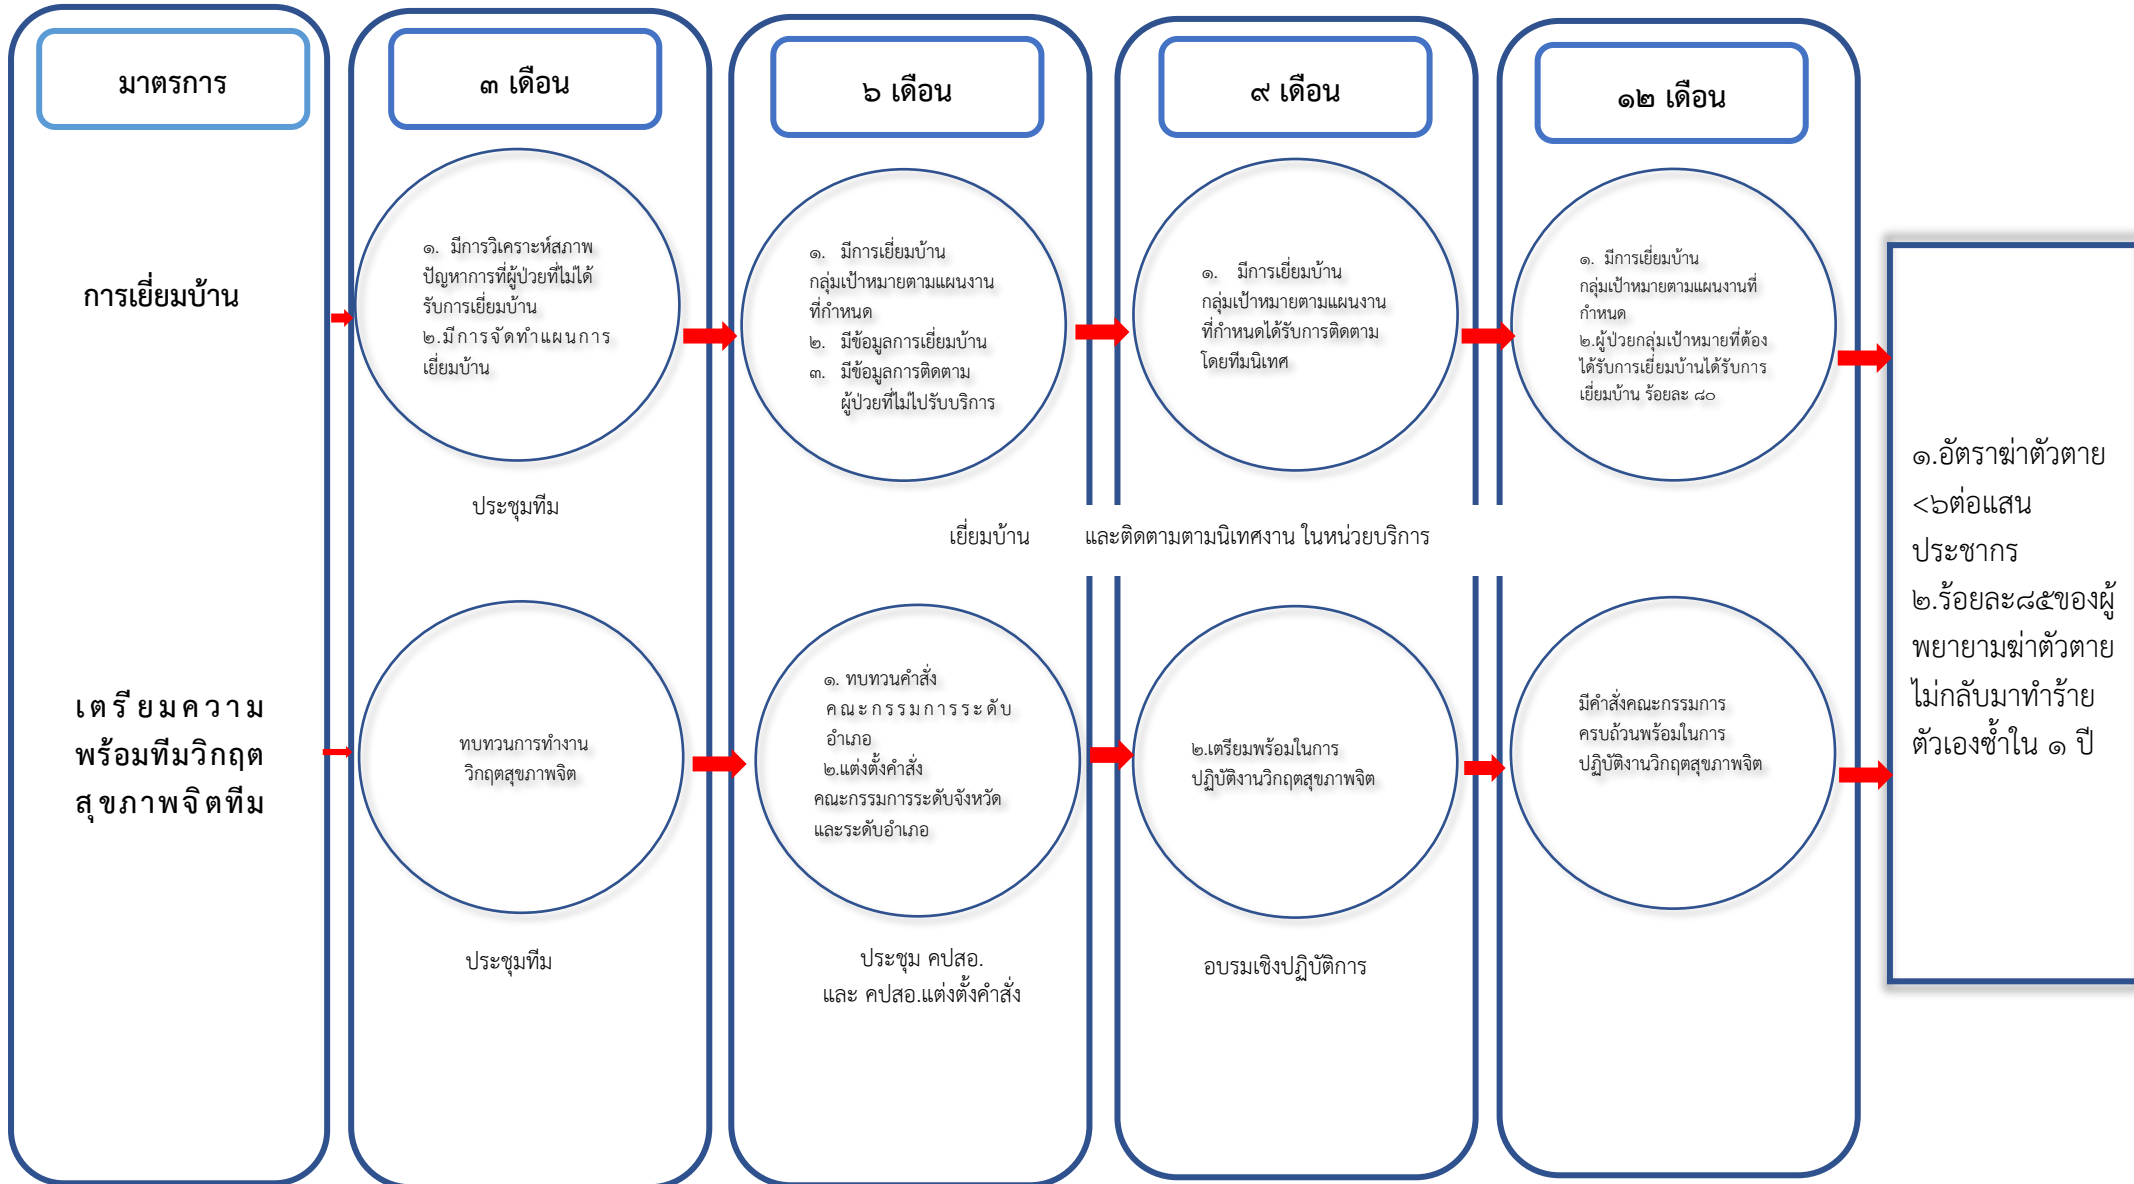 มาตรการ
๓ เดือน
๖ เดือน
๙ เดือน
๑๒ เดือน
การเยี่ยมบ้าน
๑. มีการวิเคราะห์สภาพ
ปัญหาการที่ผู้ป่วยที่ไม่ได้
รับการเยี่ยมบ้าน
๒.มีการจัดทำแผนการ
เยี่ยมบ้าน
ประชุมทีม
๑. มีการเยี่ยมบ้าน
กลุ่มเป้าหมายตามแผนงาน
ที่กำหนด
๒. มีข้อมูลการเยี่ยมบ้าน
๓. มีข้อมูลการติดตาม
ผู้ป่วยที่ไม่ไปรับบริการ
๑. มีการเยี่ยมบ้าน
กลุ่มเป้าหมายตามแผนงาน
ที่กำหนดได้รับการติดตาม
โดยทีมนิเทศ
๑. มีการเยี่ยมบ้าน
กลุ่มเป้าหมายตามแผนงานที่
กำหนด
๒.ผู้ป่วยกลุ่มเป้าหมายที่ต้อง
ได้รับการเยี่ยมบ้านได้รับการ
เยี่ยมบ้าน ร้อยละ ๘๐
เยี่ยมบ้าน และติดตามตามนิเทศงาน ในหน่วยบริการ
เตรียมความ
พร้อมทีมวิกฤต
สุขภาพจิตทีม
ทบทวนการทำงาน
วิกฤตสุขภาพจิต
ประชุมทีม
๑. ทบทวนคำสั่ง
คณะกรรมการระดับ
อำเภอ
๒.แต่งตั้งคำสั่ง
คณะกรรมการระดับจังหวัด
และระดับอำเภอ
ประชุม คปสอ.
และ คปสอ.แต่งตั้งคำสั่ง
๒.เตรียมพร้อมในการ
ปฏิบัติงานวิกฤตสุขภาพจิต
อบรมเชิงปฏิบัติการ
มีคำสั่งคณะกรรมการ
ครบถ้วนพร้อมในการ
ปฏิบัติงานวิกฤตสุขภาพจิต
๑.อัตราฆ่าตัวตาย
<๖ต่อแสน
ประชากร
๒.ร้อยละ๘๕ของผู้
พยายามฆ่าตัวตาย
ไม่กลับมาทำร้าย
ตัวเองซ้ำใน ๑ ปี